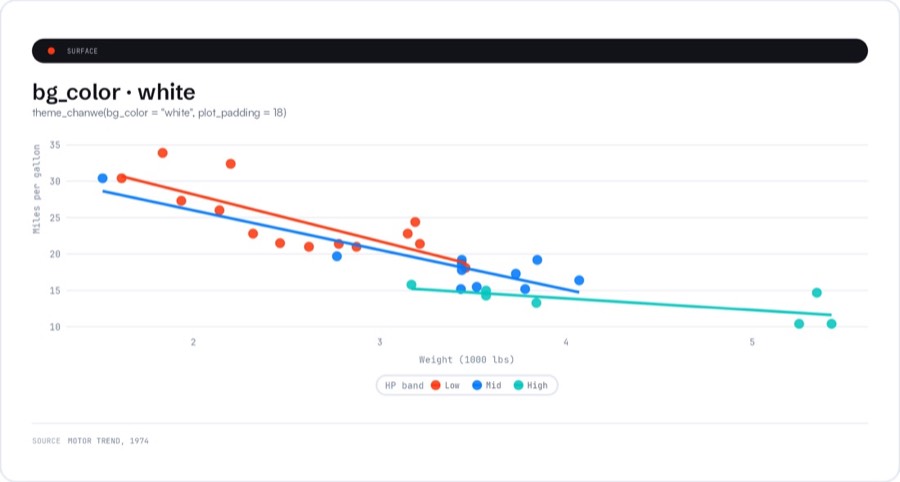 SURFACE
bg_color · white
theme_chanwe(bg_color = "white", plot_padding = 18)
Miles per gallon
35
30
25
20
15
10
2 3 4 5
Weight (1000 lbs)
HP band Low Mid High
SOURCE MOTOR TREND, 1974